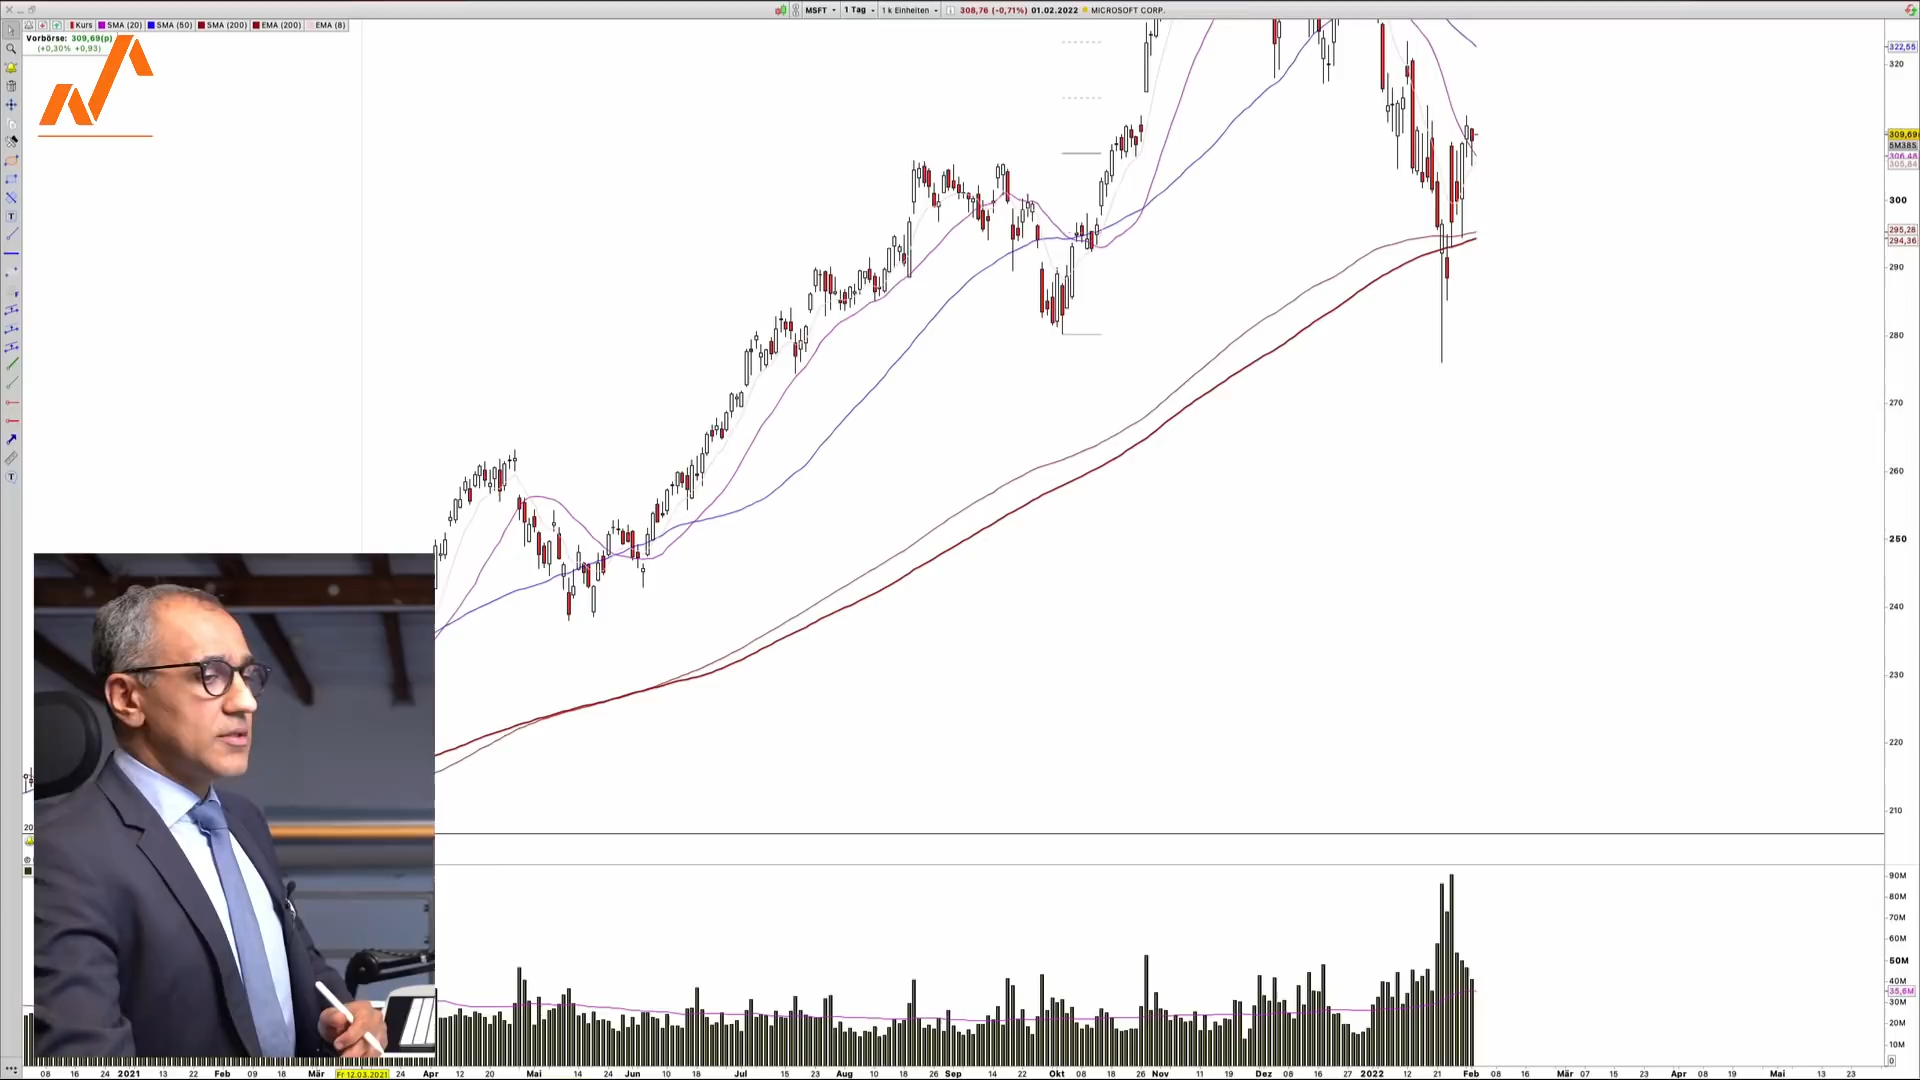 MSFT 1 Tag 1 k Einheiten 308,76 (-0,71%) 01.02.2022 MICROSOFT CORP.
Kurs SMA (20) SMA (50) SMA (200) EMA (200) EMA (8)
Vorbörse: 309,69(p)
(+0,30% +0,93)
322,55
320
309,69
5M38S
306,48
305,84
300
295,28
294,36
290
280
270
260
250
240
230
220
210
90M
80M
70M
60M
50M
40M
35,6M
30M
20M
10M
0
08 16 24 2021 13 22 Feb 09 18 Mär Fr 12.03.2021 24 Apr 12 20 Mai 14 24 Jun 10 18 Jul 15 23 Aug 10 18 26 Sep 14 22 Okt 08 18 26 Nov 11 19 Dez 08 16 27 2022 12 21 Feb 08 16 Mär 07 15 23 Apr 08 19 Mai 13 23